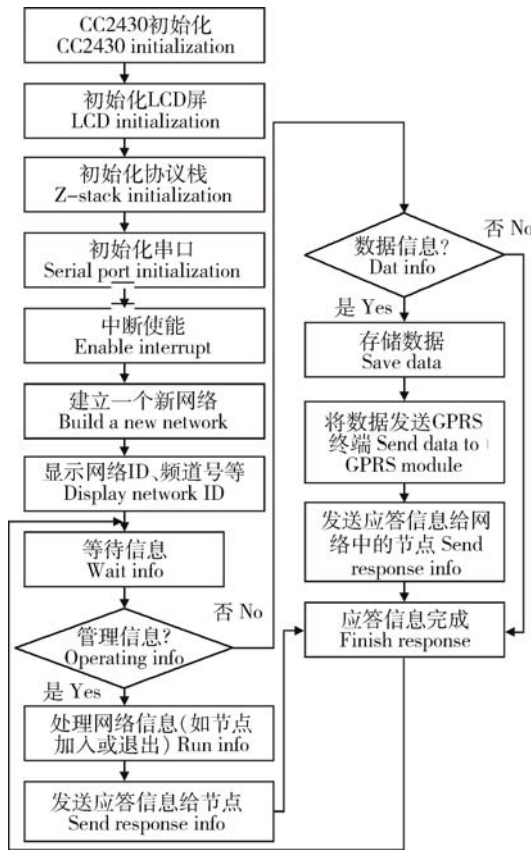 CC2430初始化
CC2430 initialization
初始化LCD屏
LCD initialization
初始化协议栈
Z-stack initialization
初始化串口
Serial port initialization
中断使能
Enable interrupt
建立一个新网络
Build a new network
显示网络ID、频道号等
Display network ID
等待信息
Wait info
否 No
管理信息?
Operating info
是 Yes
处理网络信息(如节点
加入或退出) Run info
发送应答信息给节点
Send response info
否 No
数据信息?
Dat info
是 Yes
存储数据
Save data
将数据发送GPRS
终端 Send data to
GPRS module
发送应答信息给网
络中的节点 Send
response info
应答信息完成
Finish response